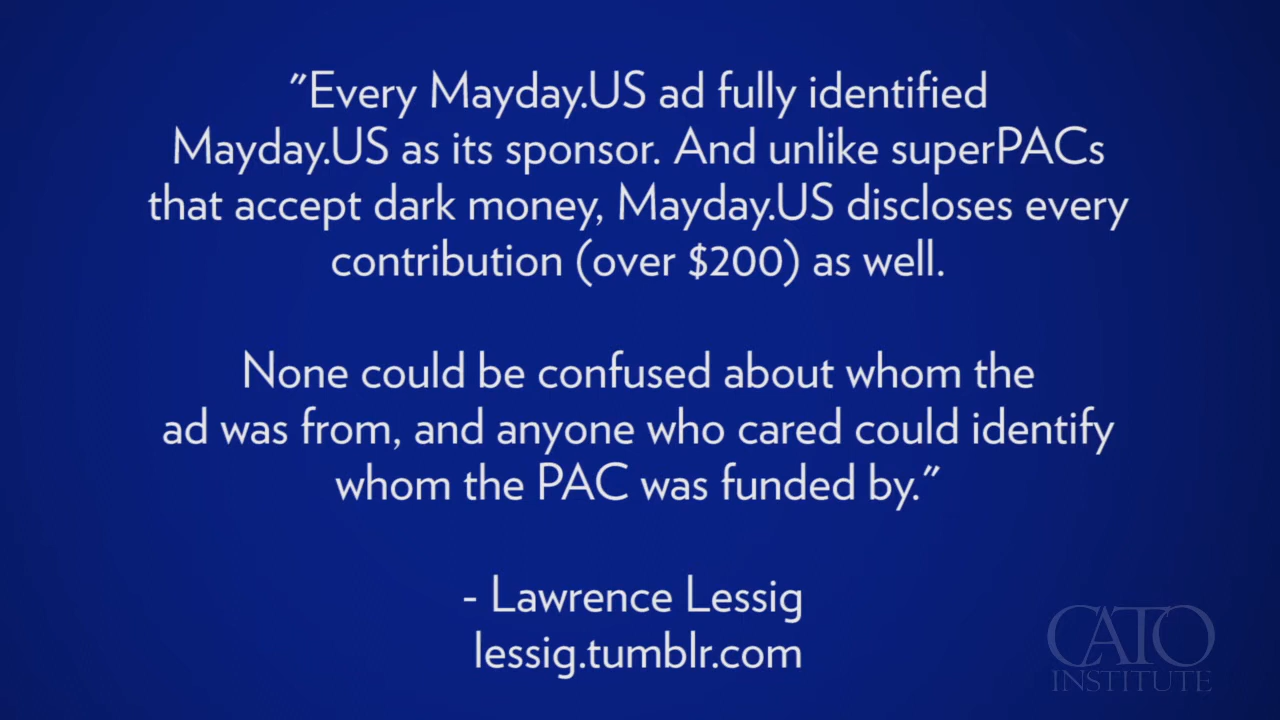 "Every Mayday.US ad fully identified
Mayday.US as its sponsor. And unlike superPACs
that accept dark money, Mayday.US discloses every
contribution (over $200) as well.
None could be confused about whom the
ad was from, and anyone who cared could identify
whom the PAC was funded by."
- Lawrence Lessig
lessig.tumblr.com
CATO
INSTITUTE